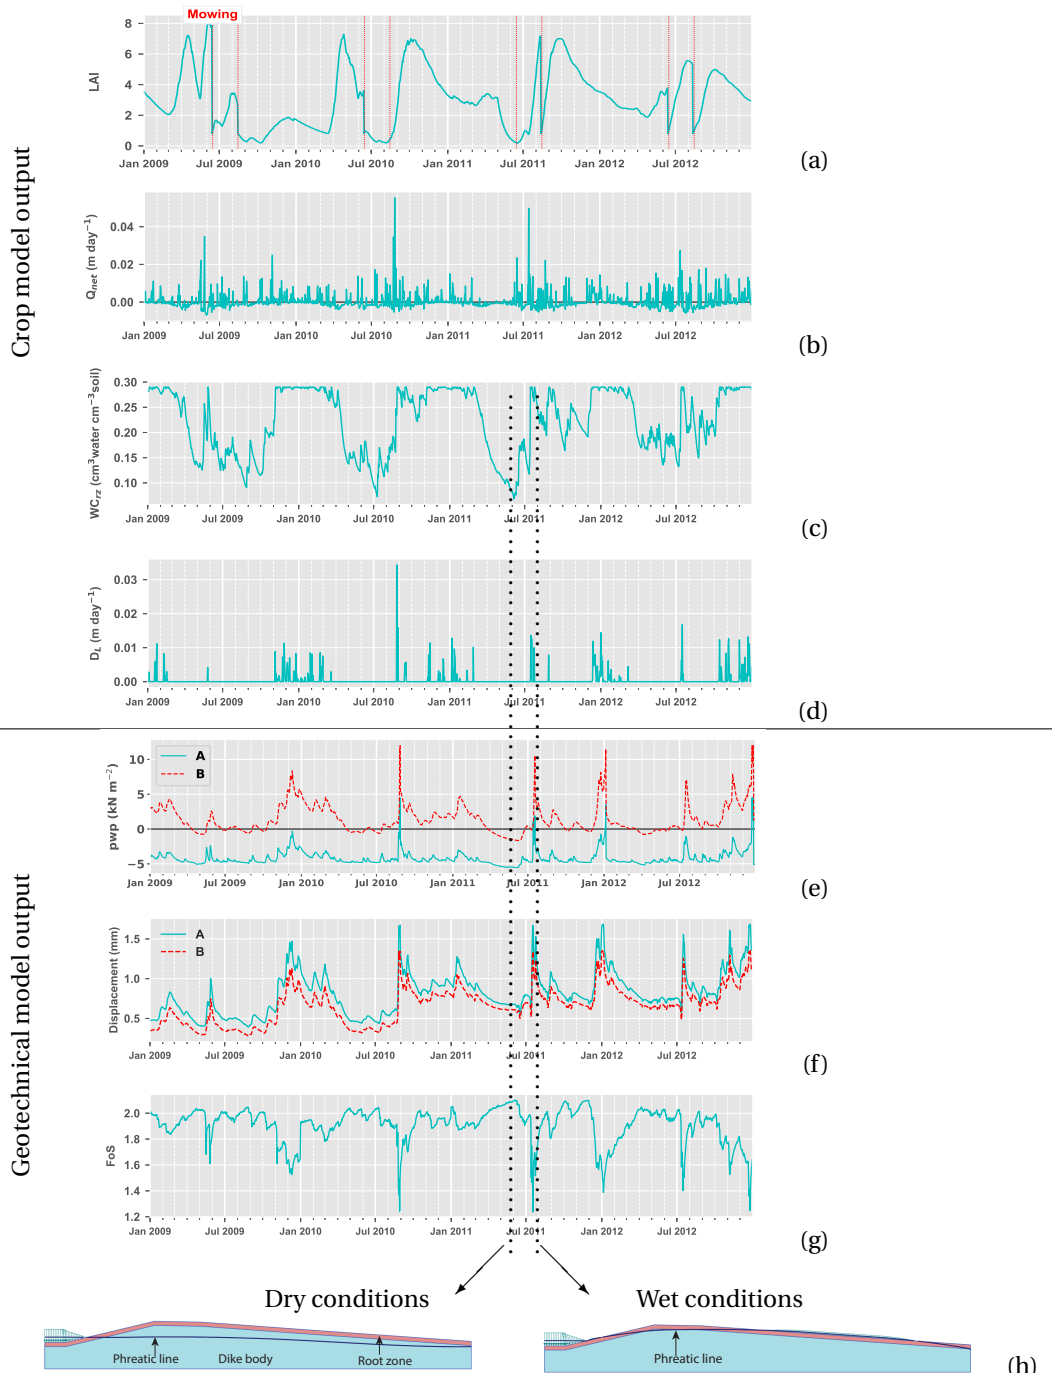 Crop model output
Mowing
LAI
8
6
4
2
0
Jan 2009 Jul 2009 Jan 2010 Jul 2010 Jan 2011 Jul 2011 Jan 2012 Jul 2012
(a)
Qnet (m day−1)
0.04
0.02
0.00
Jan 2009 Jul 2009 Jan 2010 Jul 2010 Jan 2011 Jul 2011 Jan 2012 Jul 2012
(b)
WCrz (cm3water cm−3soil)
0.30
0.25
0.20
0.15
0.10
Jan 2009 Jul 2009 Jan 2010 Jul 2010 Jan 2011 Jul 2011 Jan 2012 Jul 2012
(c)
DL (m day−1)
0.03
0.02
0.01
0.00
Jan 2009 Jul 2009 Jan 2010 Jul 2010 Jan 2011 Jul 2011 Jan 2012 Jul 2012
(d)
Geotechnical model output
pwp (kN m−2)
A
B
10
5
0
−5
Jan 2009 Jul 2009 Jan 2010 Jul 2010 Jan 2011 Jul 2011 Jan 2012 Jul 2012
(e)
Displacement (mm)
A
B
1.5
1.0
0.5
Jan 2009 Jul 2009 Jan 2010 Jul 2010 Jan 2011 Jul 2011 Jan 2012 Jul 2012
(f)
FoS
2.0
1.8
1.6
1.4
1.2
Jan 2009 Jul 2009 Jan 2010 Jul 2010 Jan 2011 Jul 2011 Jan 2012 Jul 2012
(g)
Dry conditions Wet conditions
Phreatic line Dike body Root zone Phreatic line
(h)